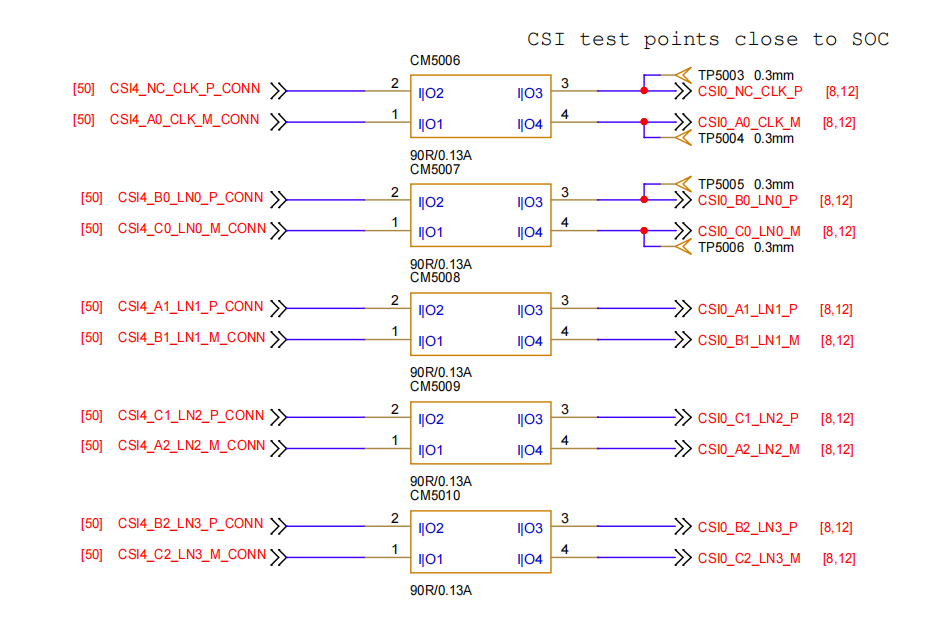 CSI test points close to SOC
CM5006
[50] CSI4_NC_CLK_P_CONN 2 I|O2 I|O3 3 TP5003 0.3mm
CSI0_NC_CLK_P [8,12]
[50] CSI4_A0_CLK_M_CONN 1 I|O1 I|O4 4 CSI0_A0_CLK_M [8,12]
TP5004 0.3mm
90R/0.13A
CM5007
[50] CSI4_B0_LN0_P_CONN 2 I|O2 I|O3 3 TP5005 0.3mm
CSI0_B0_LN0_P [8,12]
[50] CSI4_C0_LN0_M_CONN 1 I|O1 I|O4 4 CSI0_C0_LN0_M [8,12]
TP5006 0.3mm
90R/0.13A
CM5008
[50] CSI4_A1_LN1_P_CONN 2 I|O2 I|O3 3 CSI0_A1_LN1_P [8,12]
[50] CSI4_B1_LN1_M_CONN 1 I|O1 I|O4 4 CSI0_B1_LN1_M [8,12]
90R/0.13A
CM5009
[50] CSI4_C1_LN2_P_CONN 2 I|O2 I|O3 3 CSI0_C1_LN2_P [8,12]
[50] CSI4_A2_LN2_M_CONN 1 I|O1 I|O4 4 CSI0_A2_LN2_M [8,12]
90R/0.13A
CM5010
[50] CSI4_B2_LN3_P_CONN 2 I|O2 I|O3 3 CSI0_B2_LN3_P [8,12]
[50] CSI4_C2_LN3_M_CONN 1 I|O1 I|O4 4 CSI0_C2_LN3_M [8,12]
90R/0.13A